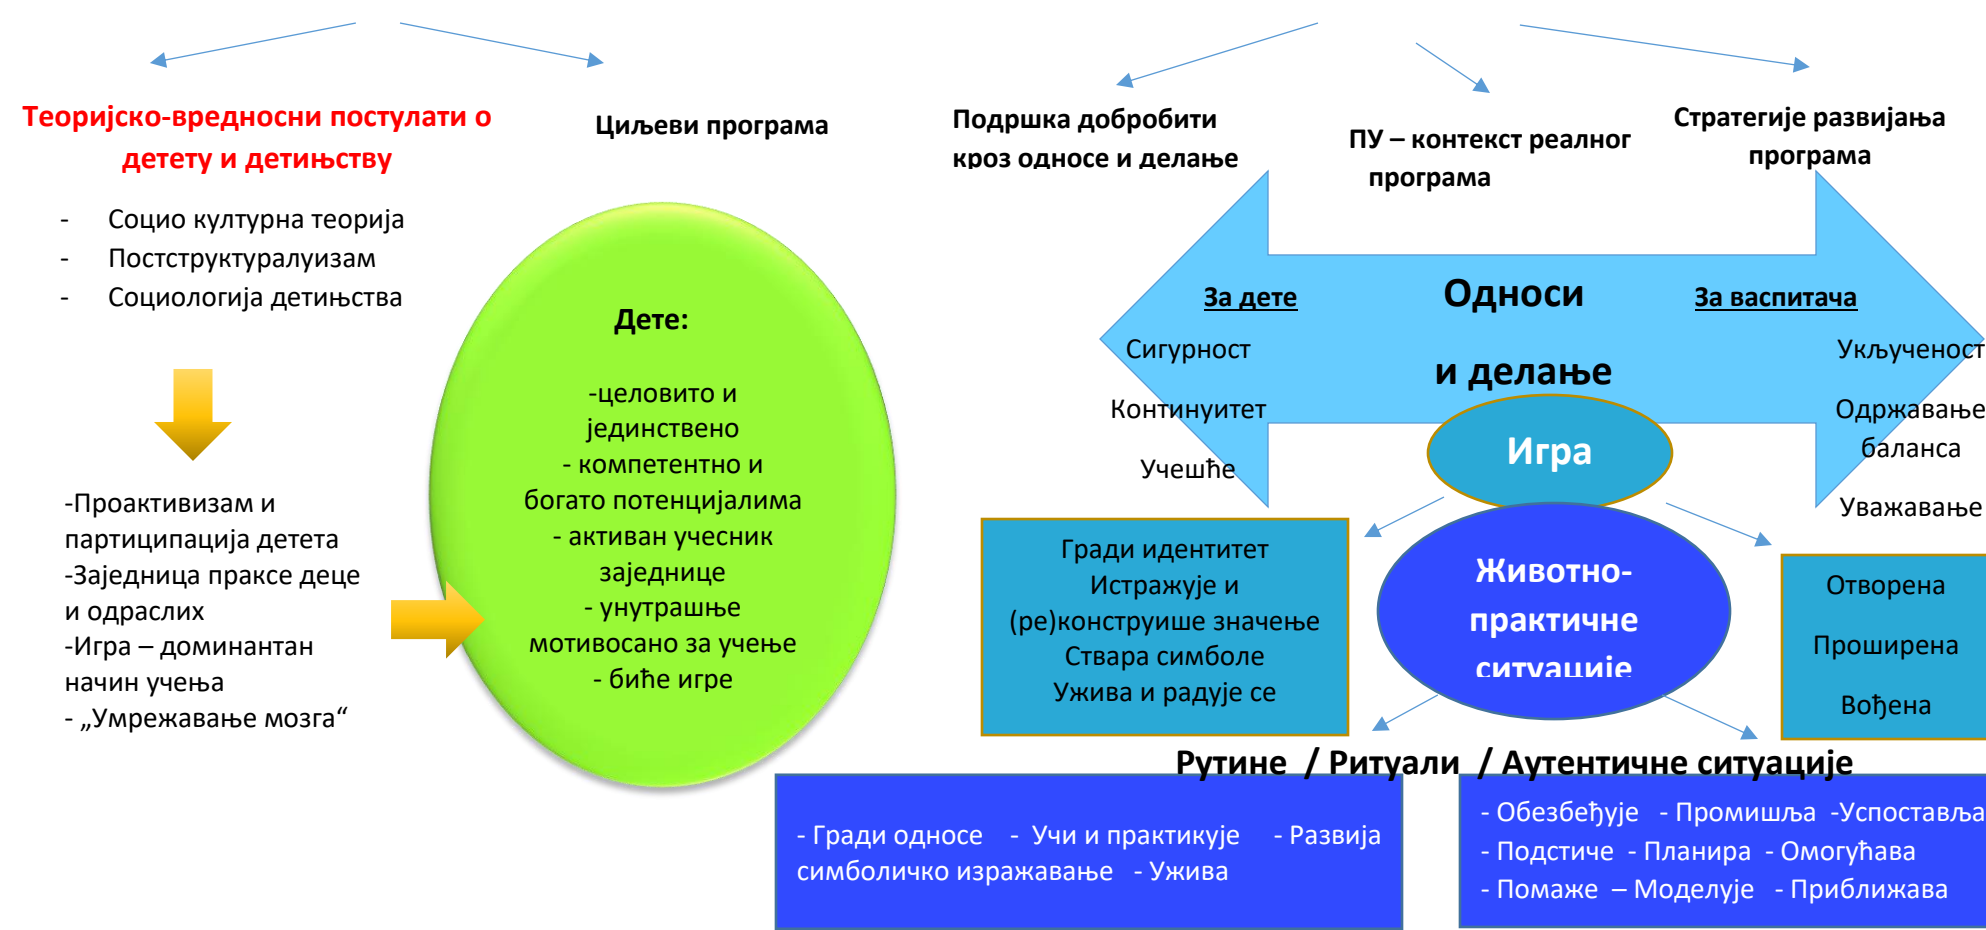 Теоријско-вредносни постулати о
детету и детињству
- Социо културна теорија
- Постструктуралуизам
- Социологија детињства
-Проактивизам и
партиципација детета
-Заједница праксе деце
и одраслих
-Игра – доминантан
начин учења
- „Умрежавање мозга“
Циљеви програма
Дете:
-целовито и
јединствено
- компетентно и
богато потенцијалима
- активан учесник
заједнице
- унутрашње
мотивосано за учење
- биће игре
Подршка добробити
кроз односе и делање
ПУ – контекст реалног
програма
Стратегије развијања
програма
За дете
Сигурност
Континуитет
Учешће
Односи
и делање
За васпитача
Укљученост
Одржавање
баланса
Уважавање
Игра
Гради идентитет
Истражује и
(ре)конструише значење
Ствара симболе
Ужива и радује се
Животно-
практичне
ситуације
Отворена
Проширена
Вођена
Рутине / Ритуали / Аутентичне ситуације
- Гради односе - Учи и практикује - Развија
симболичко изражавање - Ужива
- Обезбеђује - Промишља -Успоставља
- Подстиче - Планира - Омогућава
- Помаже – Моделује - Приближава